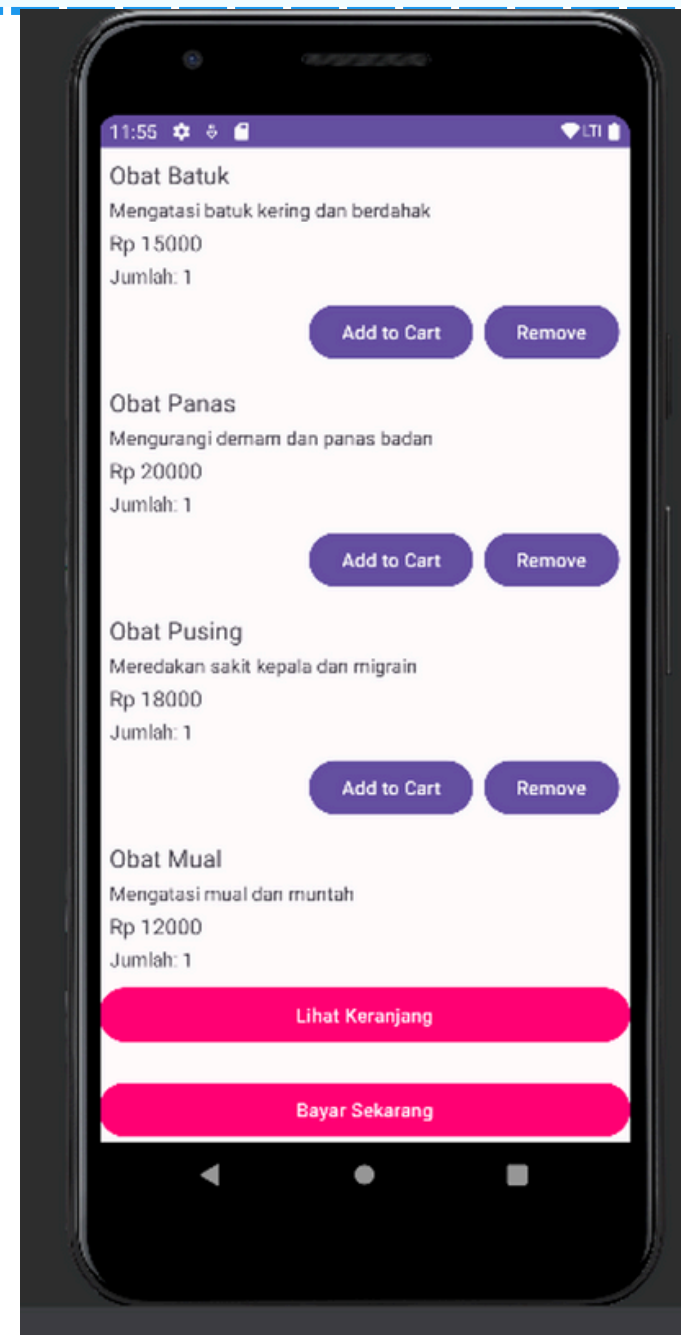 11:55
LTE
Obat Batuk
Mengatasi batuk kering dan berdahak
Rp 15000
Jumlah: 1
Add to Cart
Remove
Obat Panas
Mengurangi demam dan panas badan
Rp 20000
Jumlah: 1
Add to Cart
Remove
Obat Pusing
Meredakan sakit kepala dan migrain
Rp 18000
Jumlah: 1
Add to Cart
Remove
Obat Mual
Mengatasi mual dan muntah
Rp 12000
Jumlah: 1
Lihat Keranjang
Bayar Sekarang